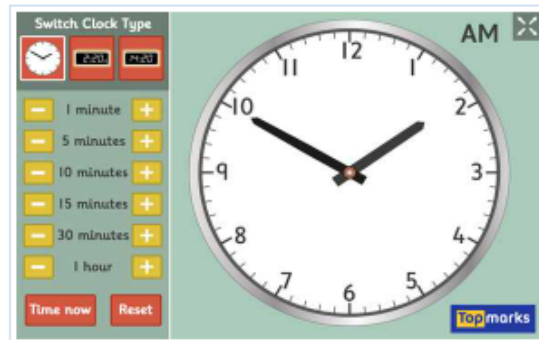 Switch Clock Type
2:20
14:20
1 minute
5 minutes
10 minutes
15 minutes
30 minutes
1 hour
Time now
Reset
AM
12
1
2
3
4
5
6
7
8
9
10
11
Topmarks